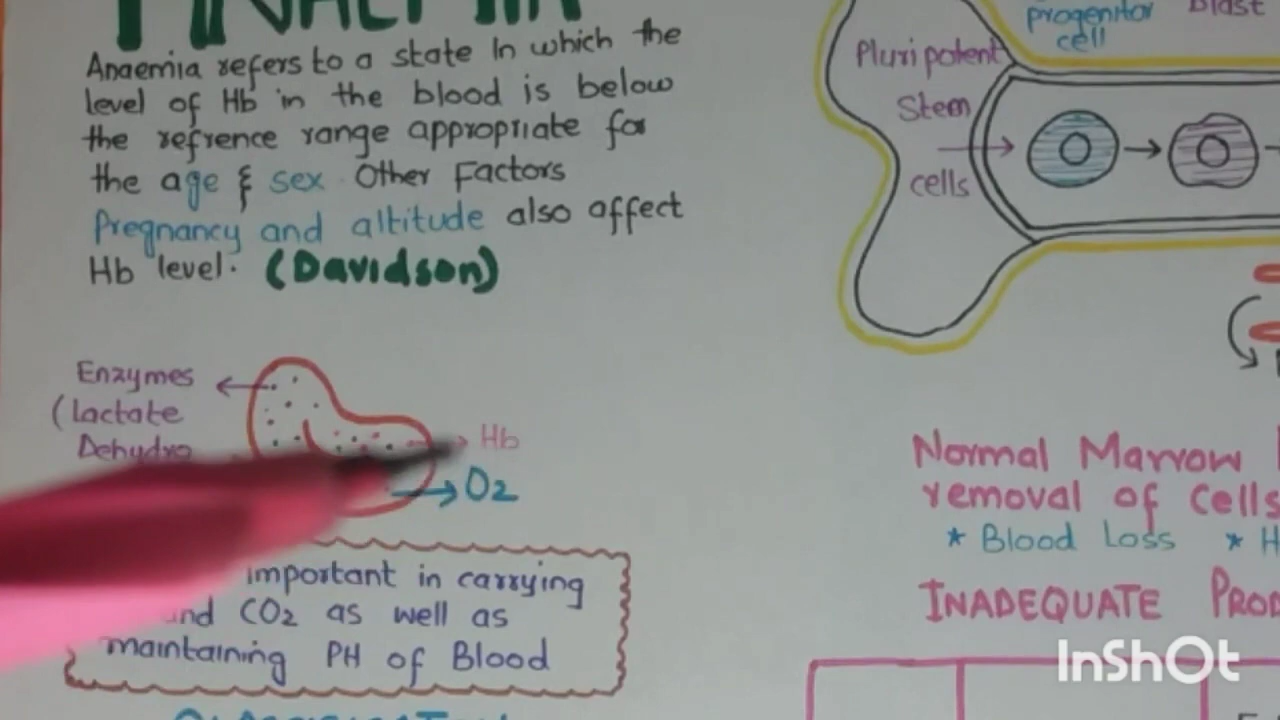 Anaemia refers to a state In which the
level of Hb in the blood is below
the refrence range appropriate for
the age & sex. Other Factors
Pregnancy and altitude also affect
Hb level. (Davidson)
Enzymes
(Lactate
Dehydro
Hb
O2
important in carrying
CO2 as well as
maintaining PH of Blood
progenitor
cell
Blast
Pluripotent
Stem
cells
Normal Marrow
removal of cells
* Blood Loss * H
INADEQUATE PROD
InShOt